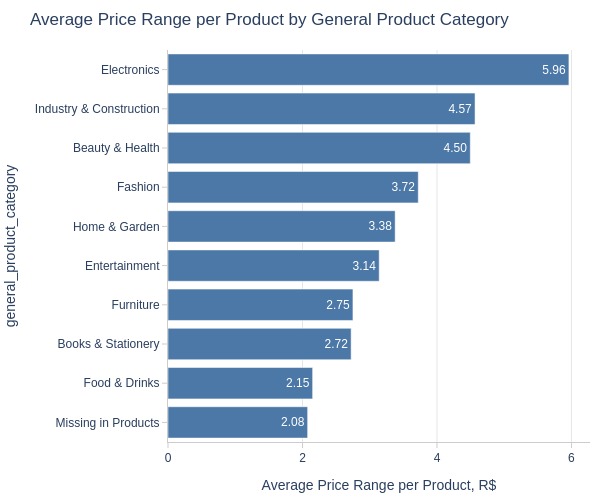 Average Price Range per Product by General Product Category
general_product_category
Electronics 5.96
Industry & Construction 4.57
Beauty & Health 4.50
Fashion 3.72
Home & Garden 3.38
Entertainment 3.14
Furniture 2.75
Books & Stationery 2.72
Food & Drinks 2.15
Missing in Products 2.08
0 2 4 6
Average Price Range per Product, R$